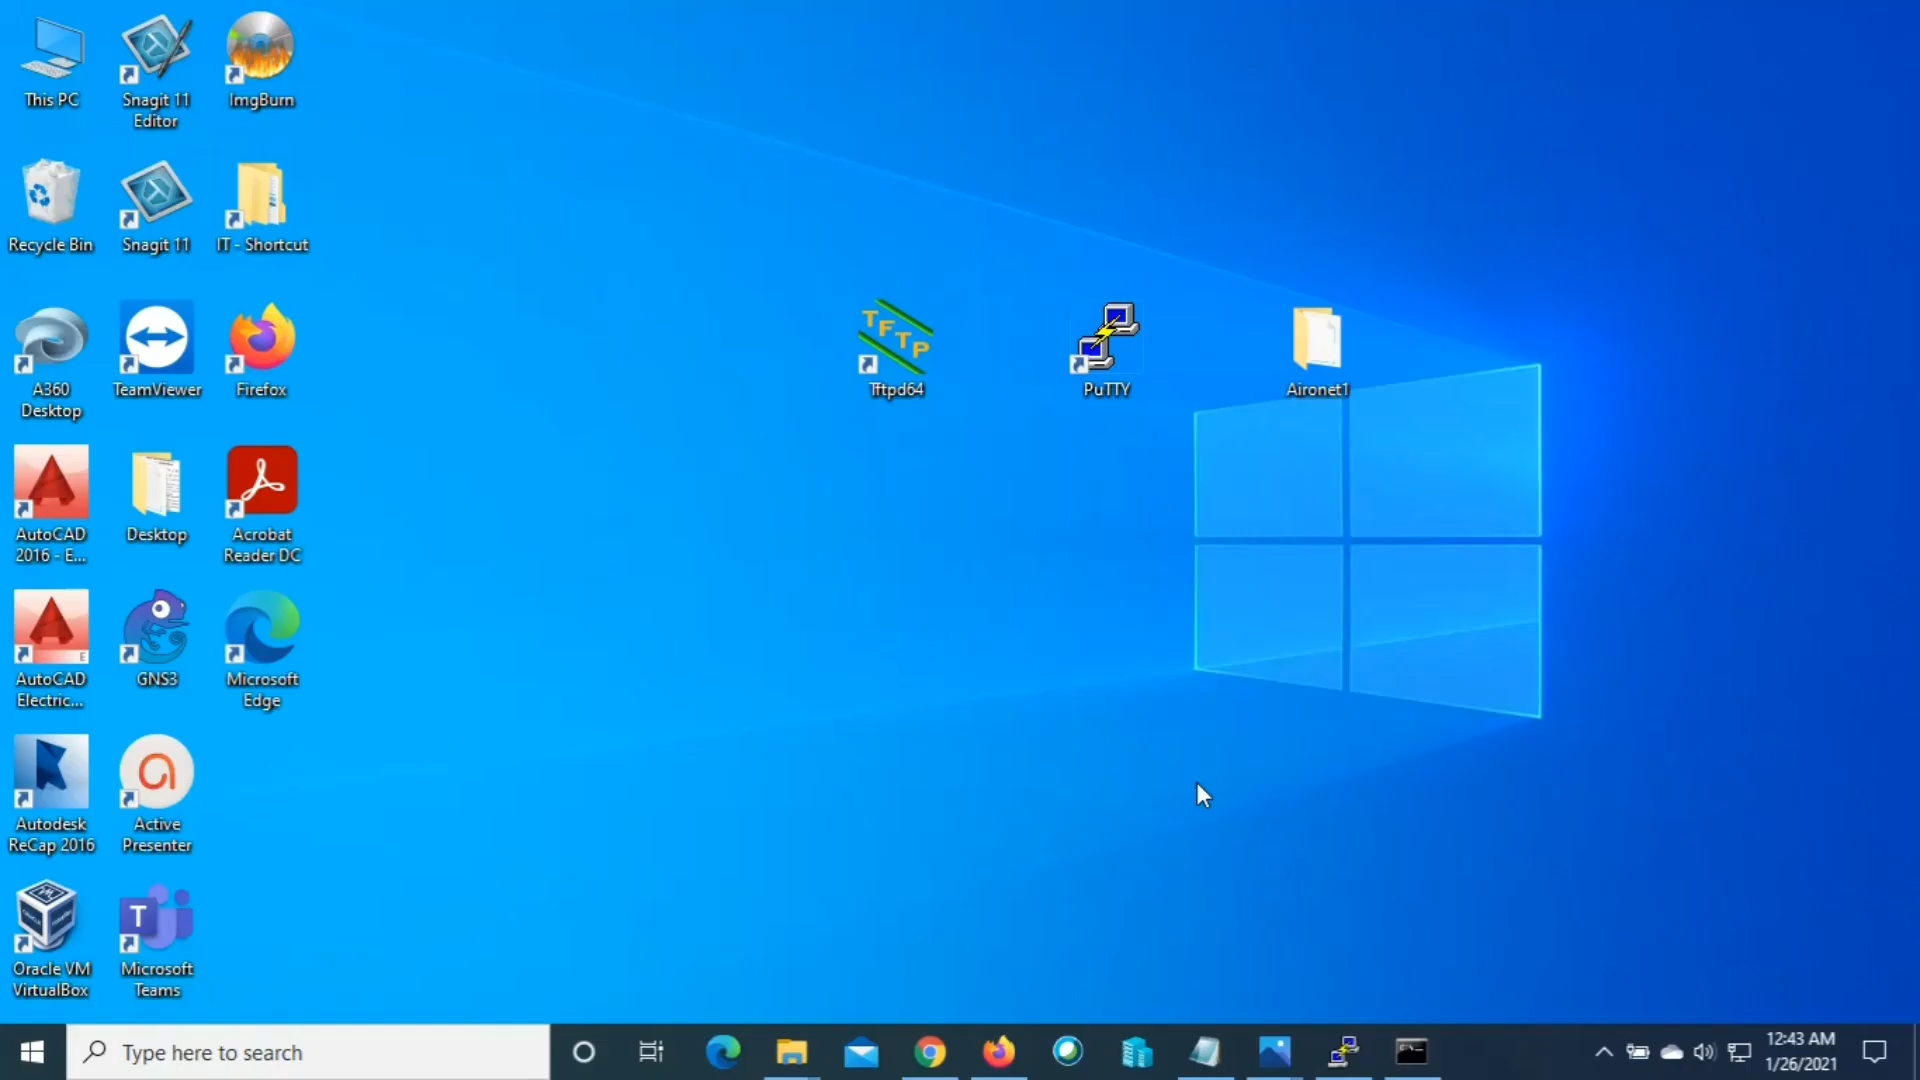 This PC
Snagit 11
Editor
ImgBurn
Recycle Bin
Snagit 11
IT - Shortcut
A360
Desktop
TeamViewer
Firefox
TFTP
Tftpd64
PuTTY
Aironet1
AutoCAD
2016 - E...
Desktop
Acrobat
Reader DC
E
AutoCAD
Electric...
GNS3
Microsoft
Edge
Autodesk
ReCap 2016
Active
Presenter
T
Oracle VM
VirtualBox
Microsoft
Teams
Type here to search
12:43 AM
1/26/2021